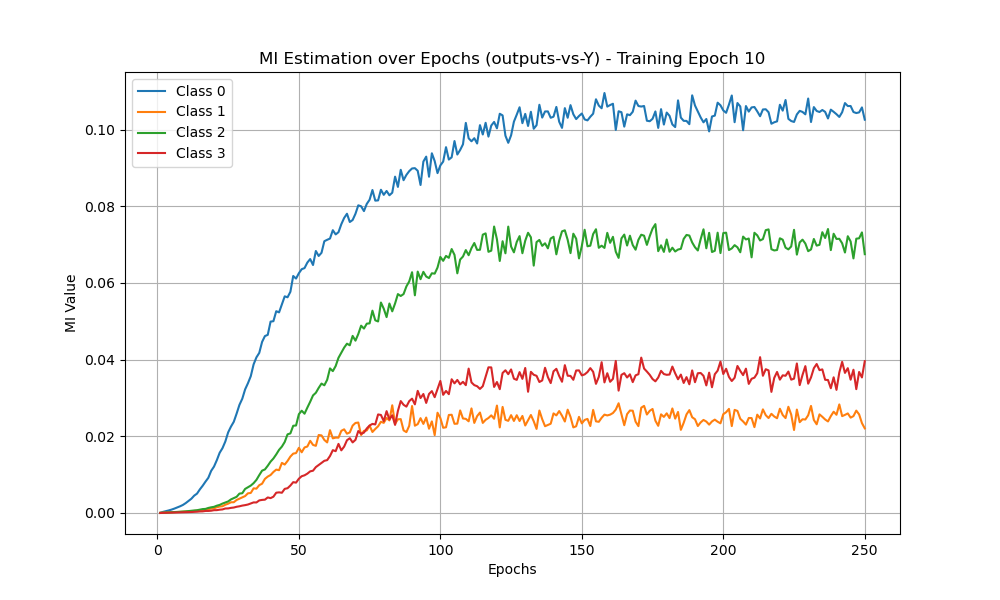 MI Estimation over Epochs (outputs-vs-Y) - Training Epoch 10
Class 0
Class 1
Class 2
Class 3
MI Value
0.10
0.08
0.06
0.04
0.02
0.00
0 50 100 150 200 250
Epochs